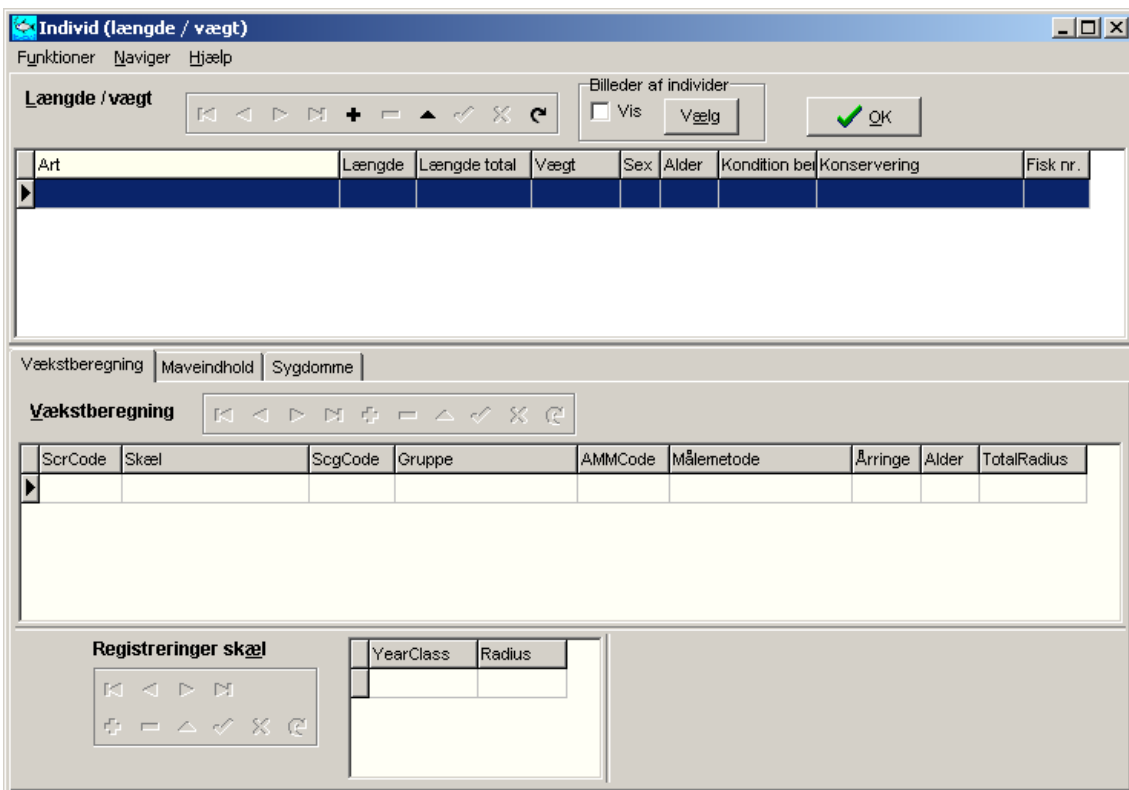 Individ (længde / vægt)
Funktioner Naviger Hjælp
Længde / vægt
Billeder af individer
Vis Vælg
OK
Art Længde Længde total Vægt Sex Alder Kondition ber Konservering Fisk nr.
Vækstberegning Maveindhold Sygdomme
Vækstberegning
ScrCode Skæl ScgCode Gruppe AMMCode Målemetode Årringe Alder TotalRadius
Registreringer skæl
YearClass Radius